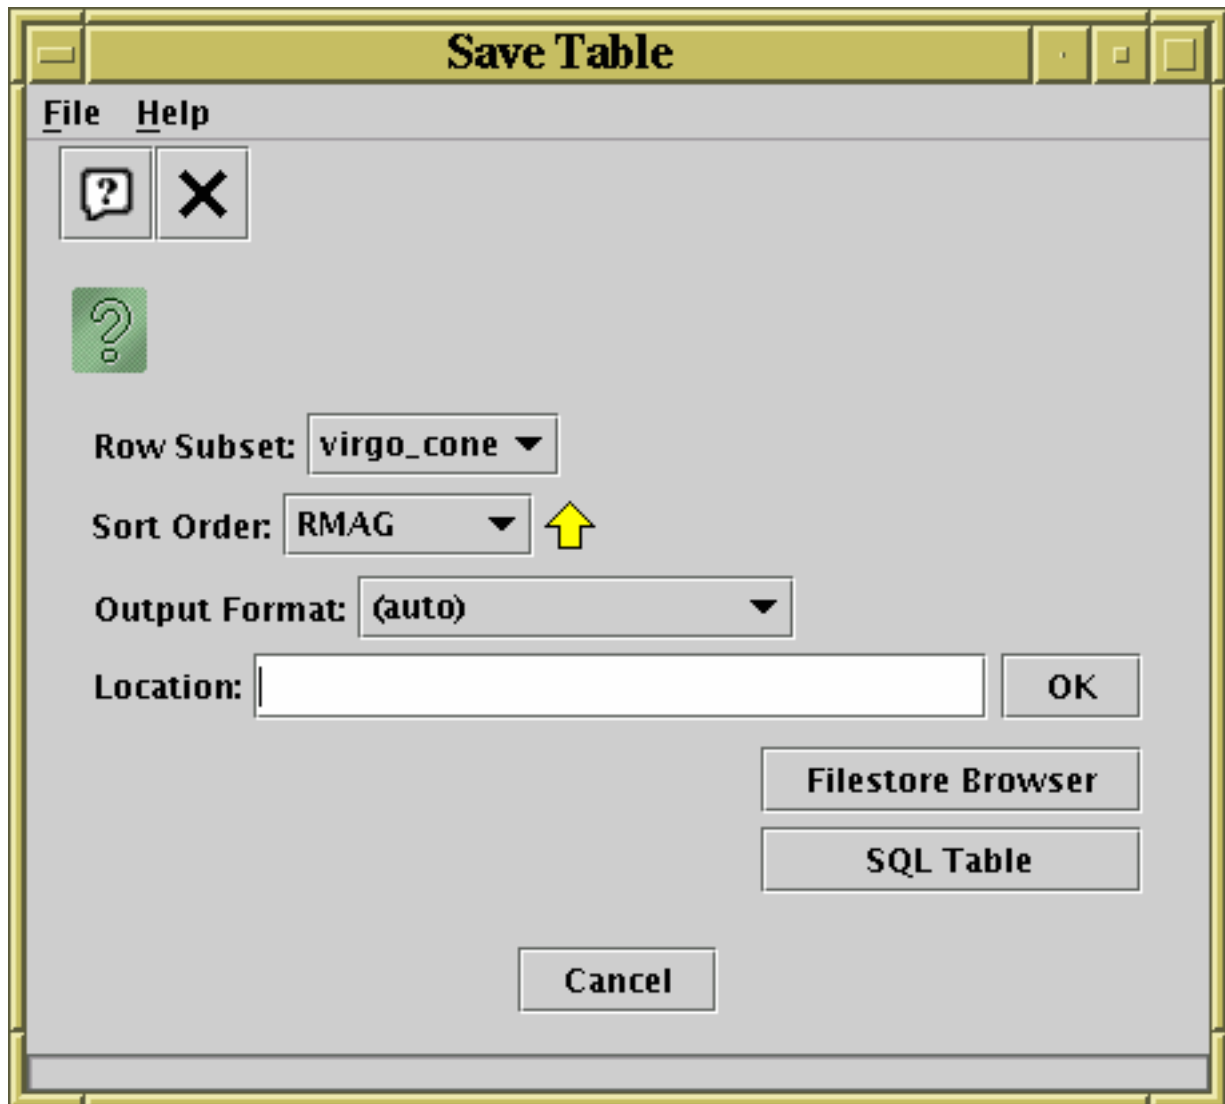 Save Table
File Help
?
Row Subset: virgo_cone
Sort Order: RMAG
Output Format: (auto)
Location: OK
Filestore Browser
SQL Table
Cancel